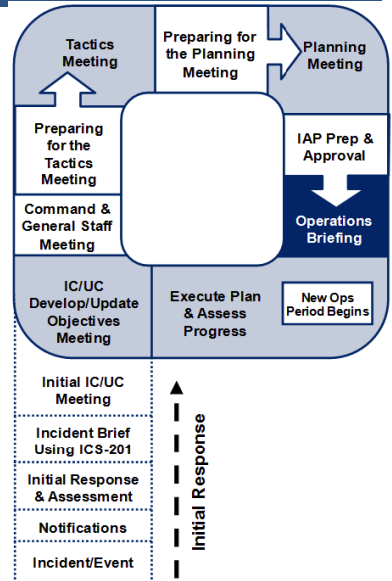 Tactics
Meeting
Preparing for
the Planning
Meeting
Planning
Meeting
Preparing
for the
Tactics
Meeting
IAP Prep &
Approval
Command &
General Staff
Meeting
Operations
Briefing
IC/UC
Develop/Update
Objectives
Meeting
Execute Plan
& Assess
Progress
New Ops
Period Begins
Initial IC/UC
Meeting
Incident Brief
Using ICS-201
Initial Response
& Assessment
Notifications
Incident/Event
Initial Response